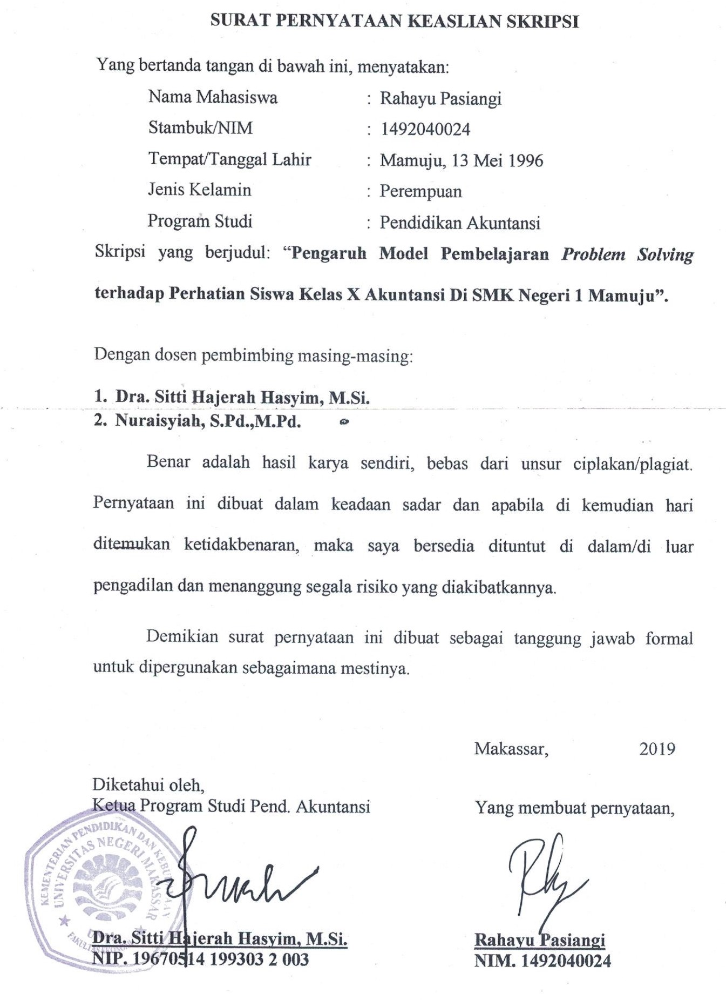 SURAT PERNYATAAN KEASLIAN SKRIPSI
Yang bertanda tangan di bawah ini, menyatakan:
Nama Mahasiswa : Rahayu Pasiangi
Stambuk/NIM : 1492040024
Tempat/Tanggal Lahir : Mamuju, 13 Mei 1996
Jenis Kelamin : Perempuan
Program Studi : Pendidikan Akuntansi
Skripsi yang berjudul: “Pengaruh Model Pembelajaran Problem Solving
terhadap Perhatian Siswa Kelas X Akuntansi Di SMK Negeri 1 Mamuju”.
Dengan dosen pembimbing masing-masing:
1. Dra. Sitti Hajerah Hasyim, M.Si.
2. Nuraisyiah, S.Pd.,M.Pd.
Benar adalah hasil karya sendiri, bebas dari unsur ciplakan/plagiat.
Pernyataan ini dibuat dalam keadaan sadar dan apabila di kemudian hari
ditemukan ketidakbenaran, maka saya bersedia dituntut di dalam/di luar
pengadilan dan menanggung segala risiko yang diakibatkannya.
Demikian surat pernyataan ini dibuat sebagai tanggung jawab formal
untuk dipergunakan sebagaimana mestinya.
Makassar, 2019
Diketahui oleh,
Ketua Program Studi Pend. Akuntansi
Yang membuat pernyataan,
KEMENTERIAN PENDIDIKAN DAN
UNIVERSITAS NEGERI MAKASSAR
FAKULTAS EKONOMI
Dra. Sitti Hajerah Hasyim, M.Si.
NIP. 19670514 199303 2 003
Rahayu Pasiangi
NIM. 1492040024